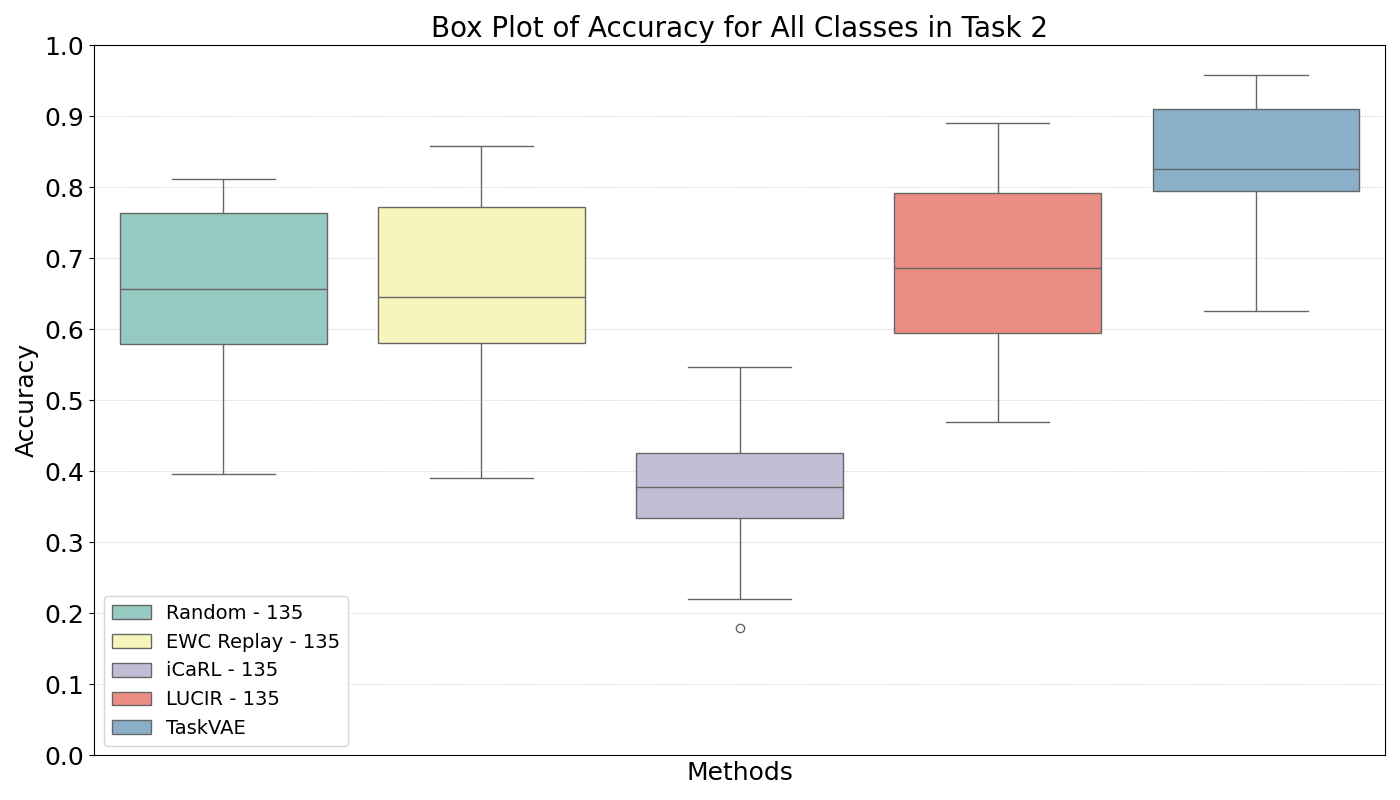 Box Plot of Accuracy for All Classes in Task 2
1.0
0.9
0.8
0.7
0.6
0.5
0.4
0.3
0.2
0.1
0.0
Accuracy
Random - 135
EWC Replay - 135
iCaRL - 135
LUCIR - 135
TaskVAE
Methods